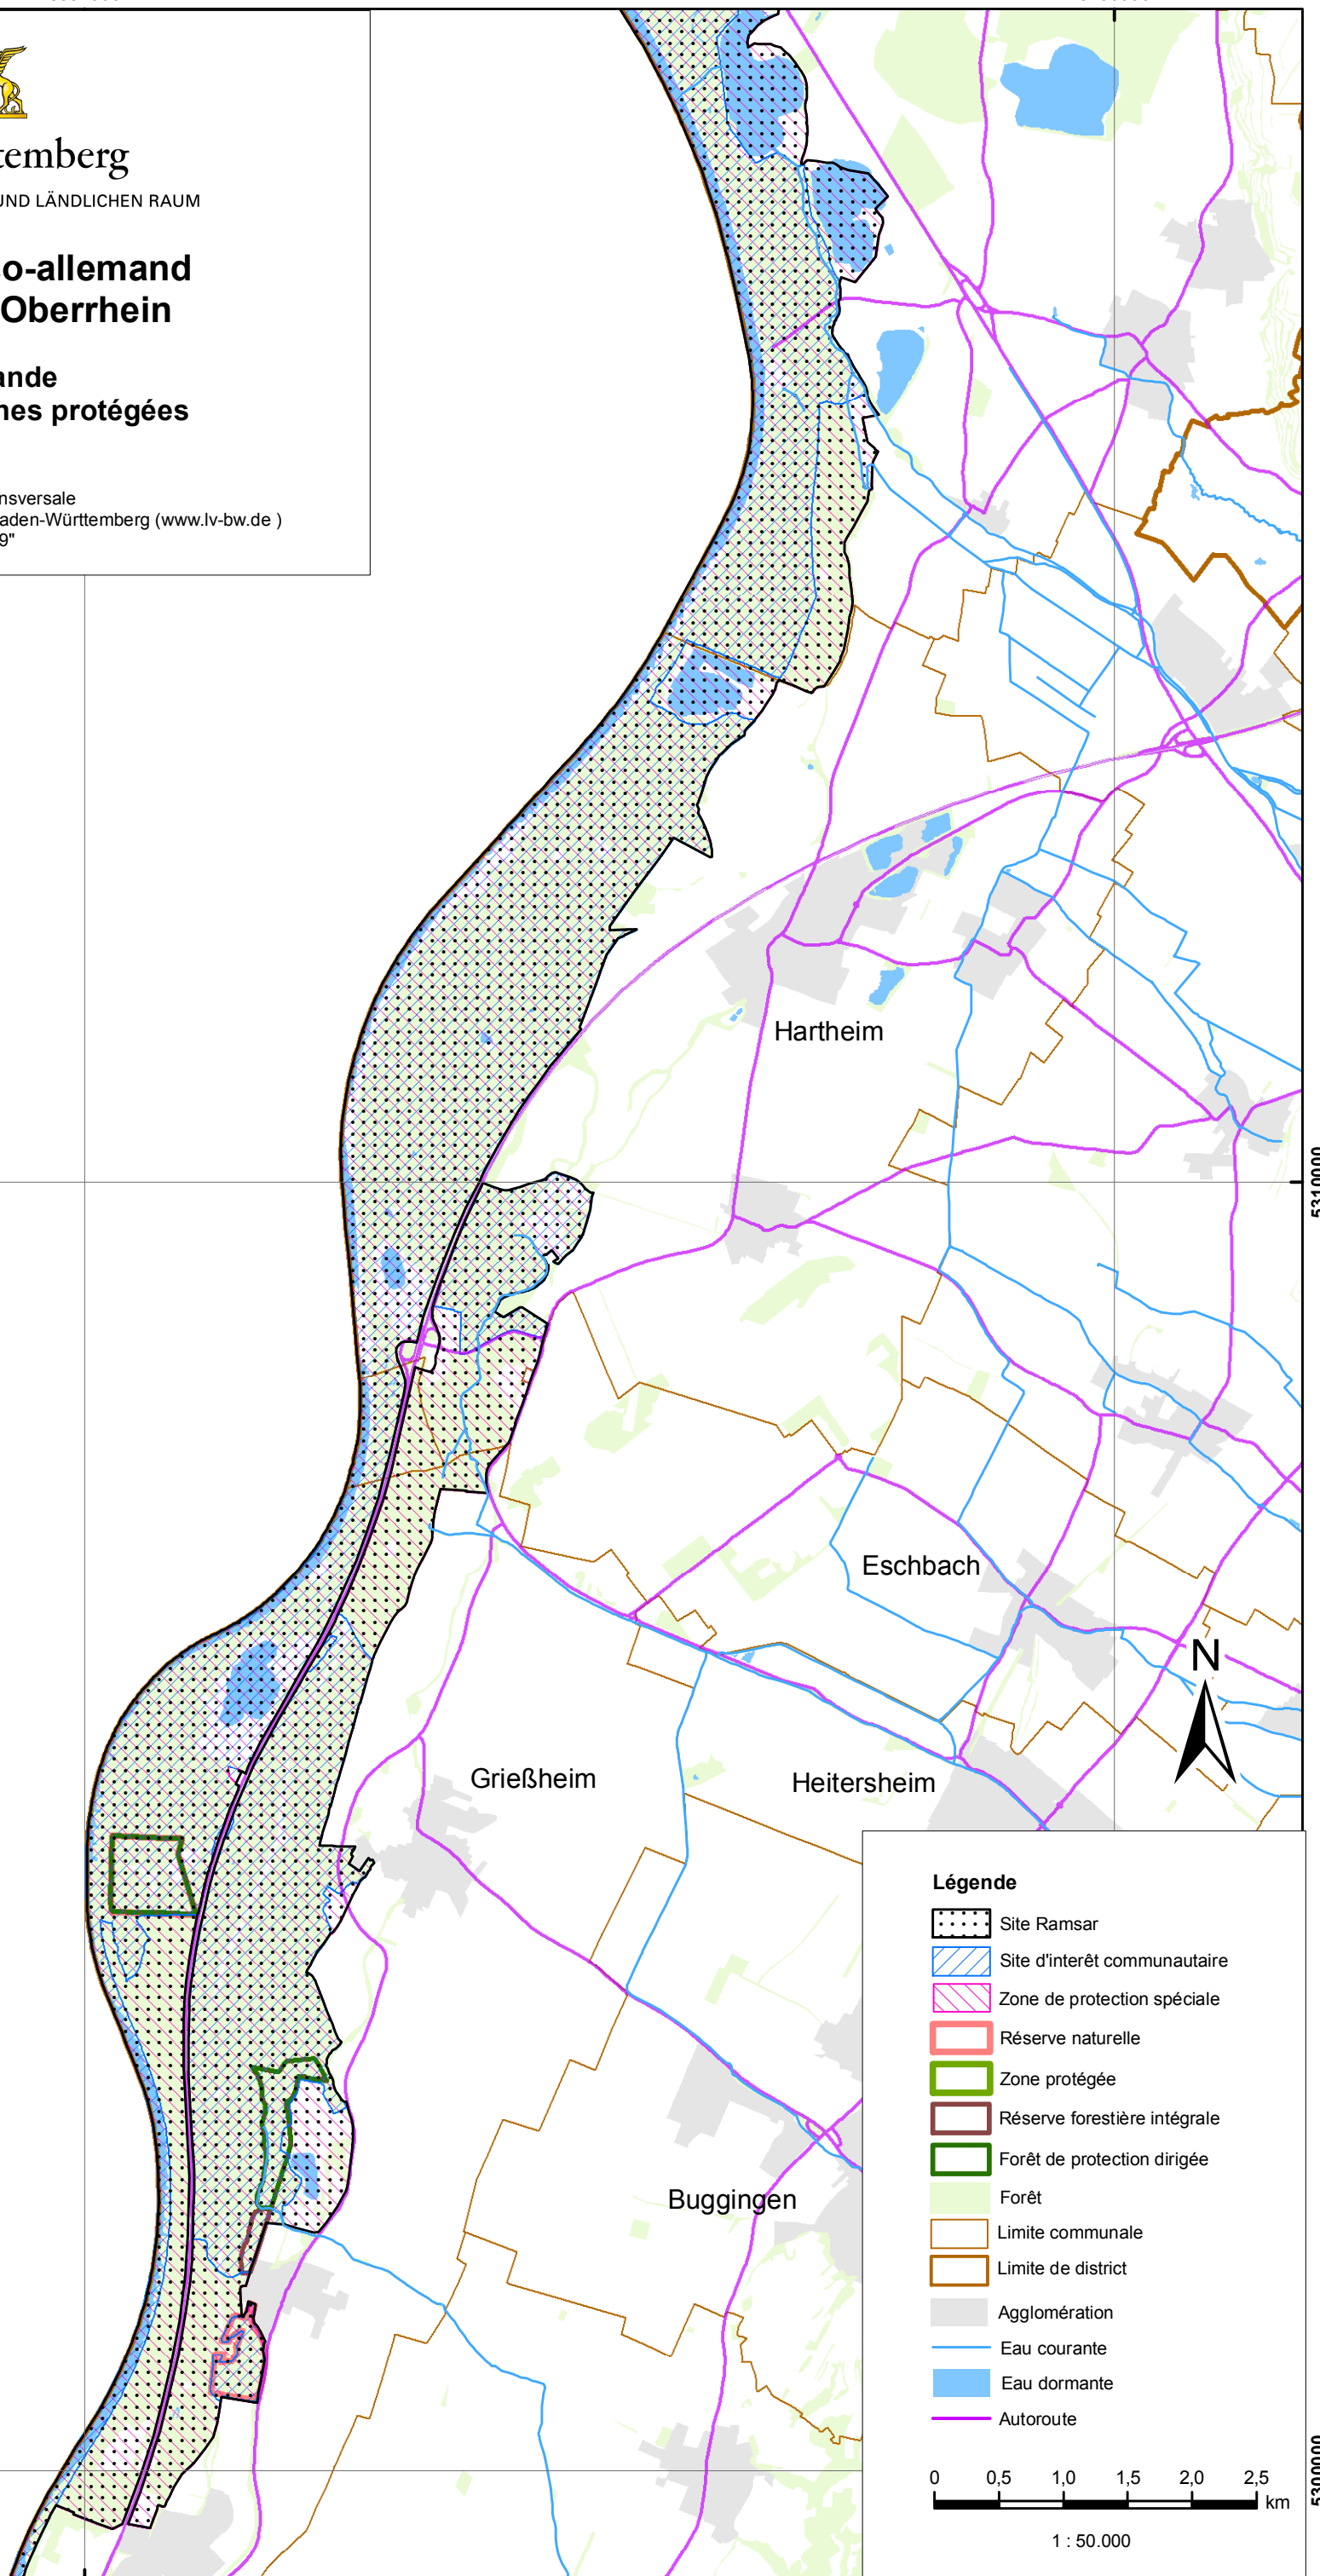 temberg
UND LÄNDLICHEN RAUM
o-allemand
Oberrhein
ande
nes protégées
nsversale
aden-Württemberg (www.lv-bw.de )
9"
Hartheim
5310000
Eschbach
N
Grießheim
Heitersheim
Buggingen
Légende
Site Ramsar
Site d'interêt communautaire
Zone de protection spéciale
Réserve naturelle
Zone protégée
Réserve forestière intégrale
Forêt de protection dirigée
Forêt
Limite communale
Limite de district
Agglomération
Eau courante
Eau dormante
Autoroute
0 0,5 1,0 1,5 2,0 2,5
km
1 : 50.000
5300000